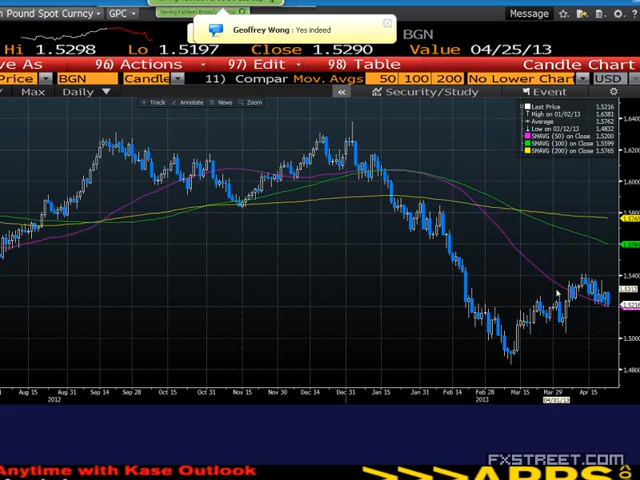 n Pound Spot Curncy
GPC
Message
Geoffrey Wong : Yes indeed
BGN
Hi 1.5298 Lo 1.5197 Close 1.5290 Value 04/25/13
ve As 96) Actions 97) Edit 98) Table Candle Chart
Price BGN Candle 11) Compar Mov. Avgs 50 100 200 No Lower Chart USD
Max Daily « Security/Study Event
Track Annotate News Zoom
Last Price 1.5216
High on 01/02/13 1.6381
Average 1.5762
Low on 03/12/13 1.4832
SMAVG (50) on Close 1.5200
SMAVG (100) on Close 1.5599
SMAVG (200) on Close 1.5765
1.6400
1.6200
1.6000
1.5800
1.5400
1.5216
1.5000
1.4800
Aug 15 Aug 31 Sep 14 Sep 28 Oct 15 Oct 31 Nov 15 Nov 30 Dec 14 Dec 31 Jan 15 Jan 31 Feb 14 Feb 28 Mar 15 Mar 29 Apr 15
2012 2013 04/01/13
FXSTREET.COM
Anytime with Kase Outlook
>>>APPS